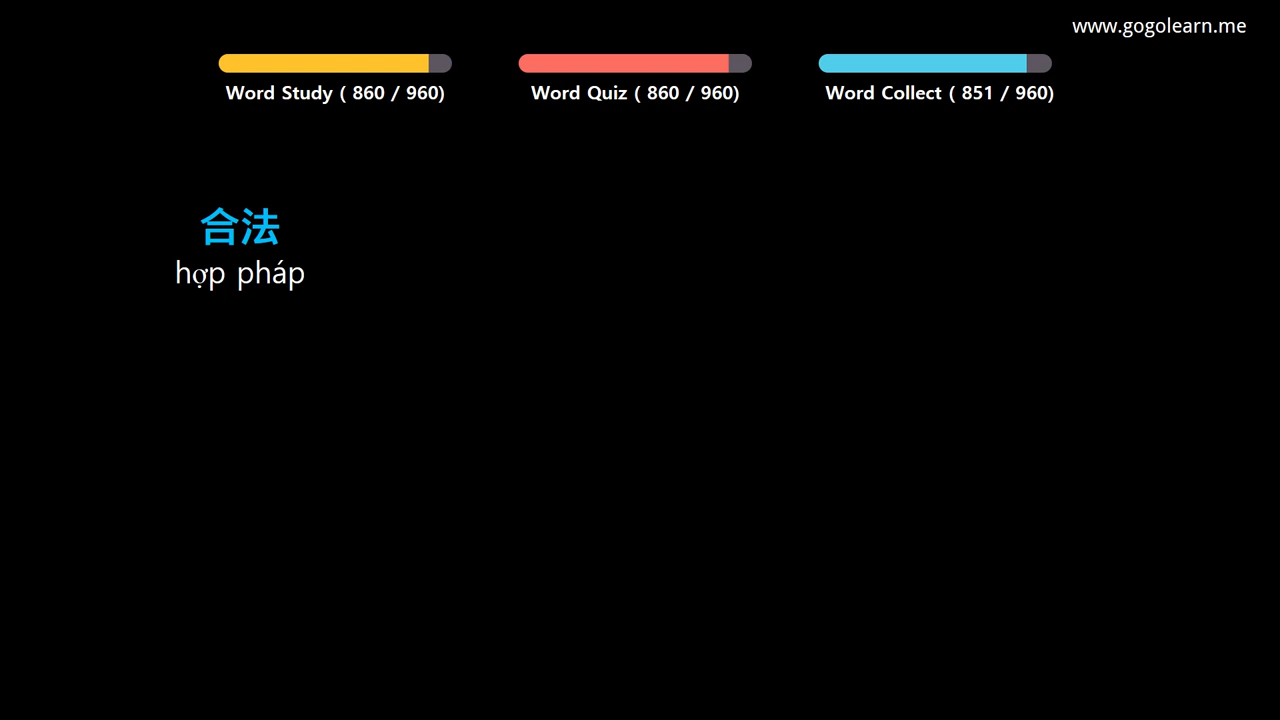 www.gogolearn.me
Word Study ( 860 / 960)
Word Quiz ( 860 / 960)
Word Collect ( 851 / 960)
合法
hợp pháp